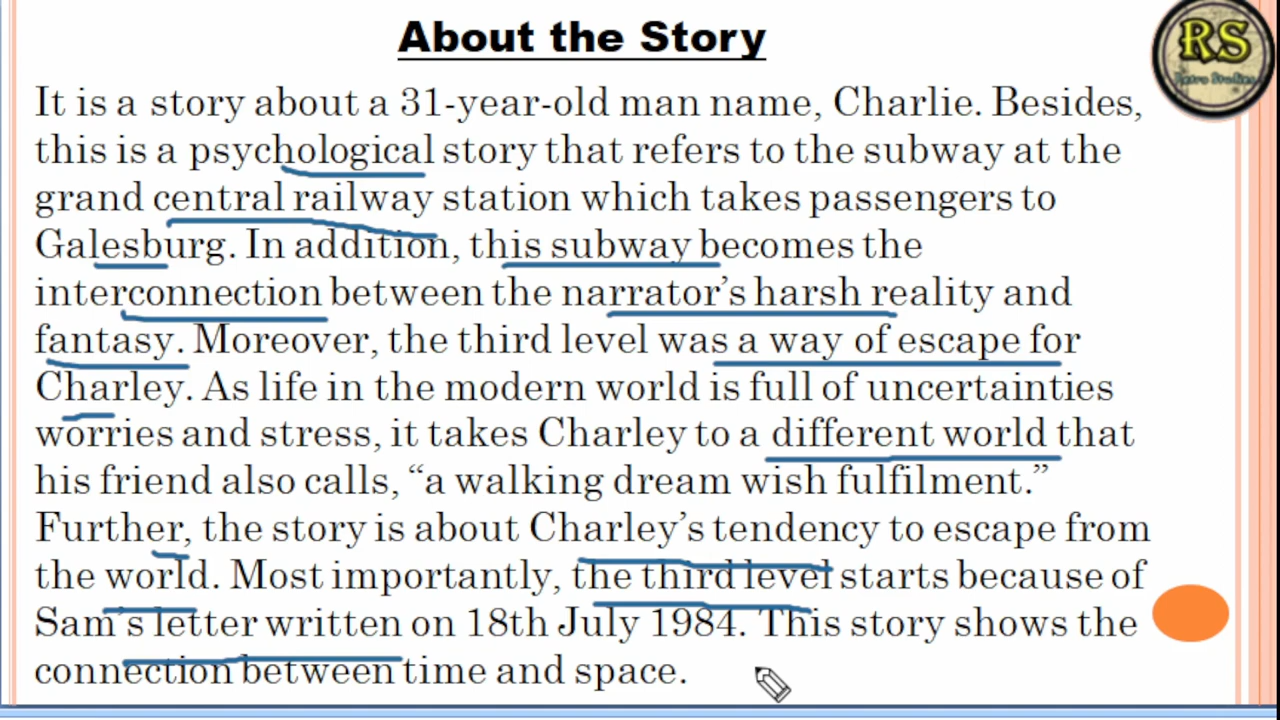 About the Story
RS
Retro Studies
It is a story about a 31-year-old man name, Charlie. Besides,
this is a psychological story that refers to the subway at the
grand central railway station which takes passengers to
Galesburg. In addition, this subway becomes the
interconnection between the narrator’s harsh reality and
fantasy. Moreover, the third level was a way of escape for
Charley. As life in the modern world is full of uncertainties
worries and stress, it takes Charley to a different world that
his friend also calls, “a walking dream wish fulfilment.”
Further, the story is about Charley’s tendency to escape from
the world. Most importantly, the third level starts because of
Sam’s letter written on 18th July 1984. This story shows the
connection between time and space.